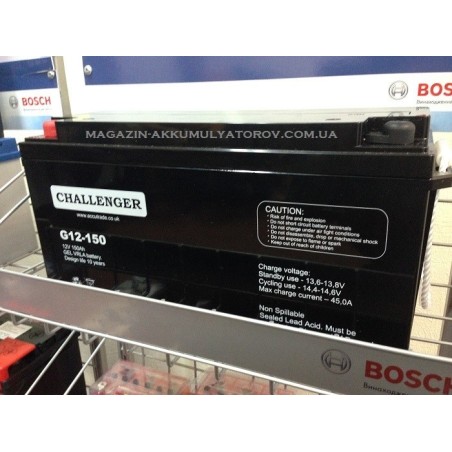 BOSCH
BOSCH
MAGAZIN-AKKUMULYATOROV.COM.UA
CHALLENGER
www.accutrade.co.uk
G12-150
12V 150Ah
GEL VRLA battery.
Design life 10 years
CAUTION:
• Risk of fire and explosion
• Do not short circuit battery terminals
• Do not charge under air tight conditions
• Do not disassemble, drop or mechanical shock
• Do not expose to flame or spark
• Keep out of reach of children
Charge voltage:
Standby use - 13,6-13,8V
Cycling use - 14,4-14,6V
Max charge current – 45,0A
Non Spillable
Sealed Lead Acid. Must be
BOSCH
BOSCH